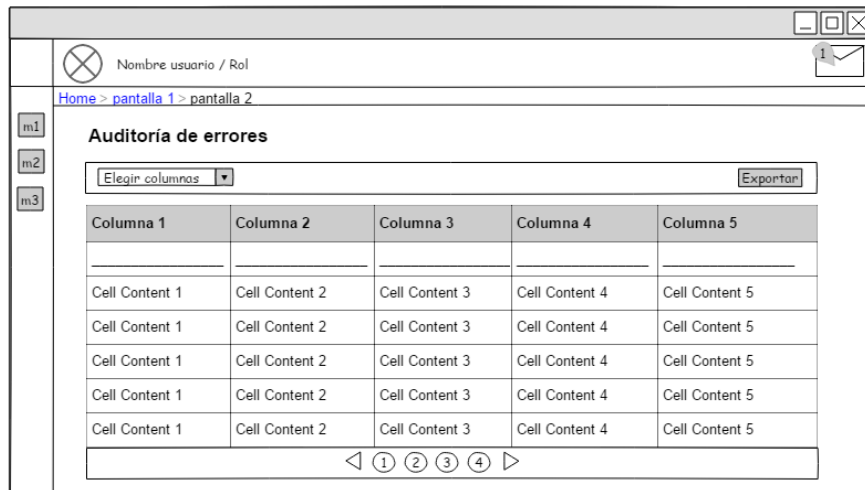 1
Nombre usuario / Rol
Home > pantalla 1 > pantalla 2
m1
m2
m3
Auditoría de errores
Elegir columnas
Exportar
Columna 1 Columna 2 Columna 3 Columna 4 Columna 5
Cell Content 1 Cell Content 2 Cell Content 3 Cell Content 4 Cell Content 5
Cell Content 1 Cell Content 2 Cell Content 3 Cell Content 4 Cell Content 5
Cell Content 1 Cell Content 2 Cell Content 3 Cell Content 4 Cell Content 5
Cell Content 1 Cell Content 2 Cell Content 3 Cell Content 4 Cell Content 5
Cell Content 1 Cell Content 2 Cell Content 3 Cell Content 4 Cell Content 5
1 2 3 4